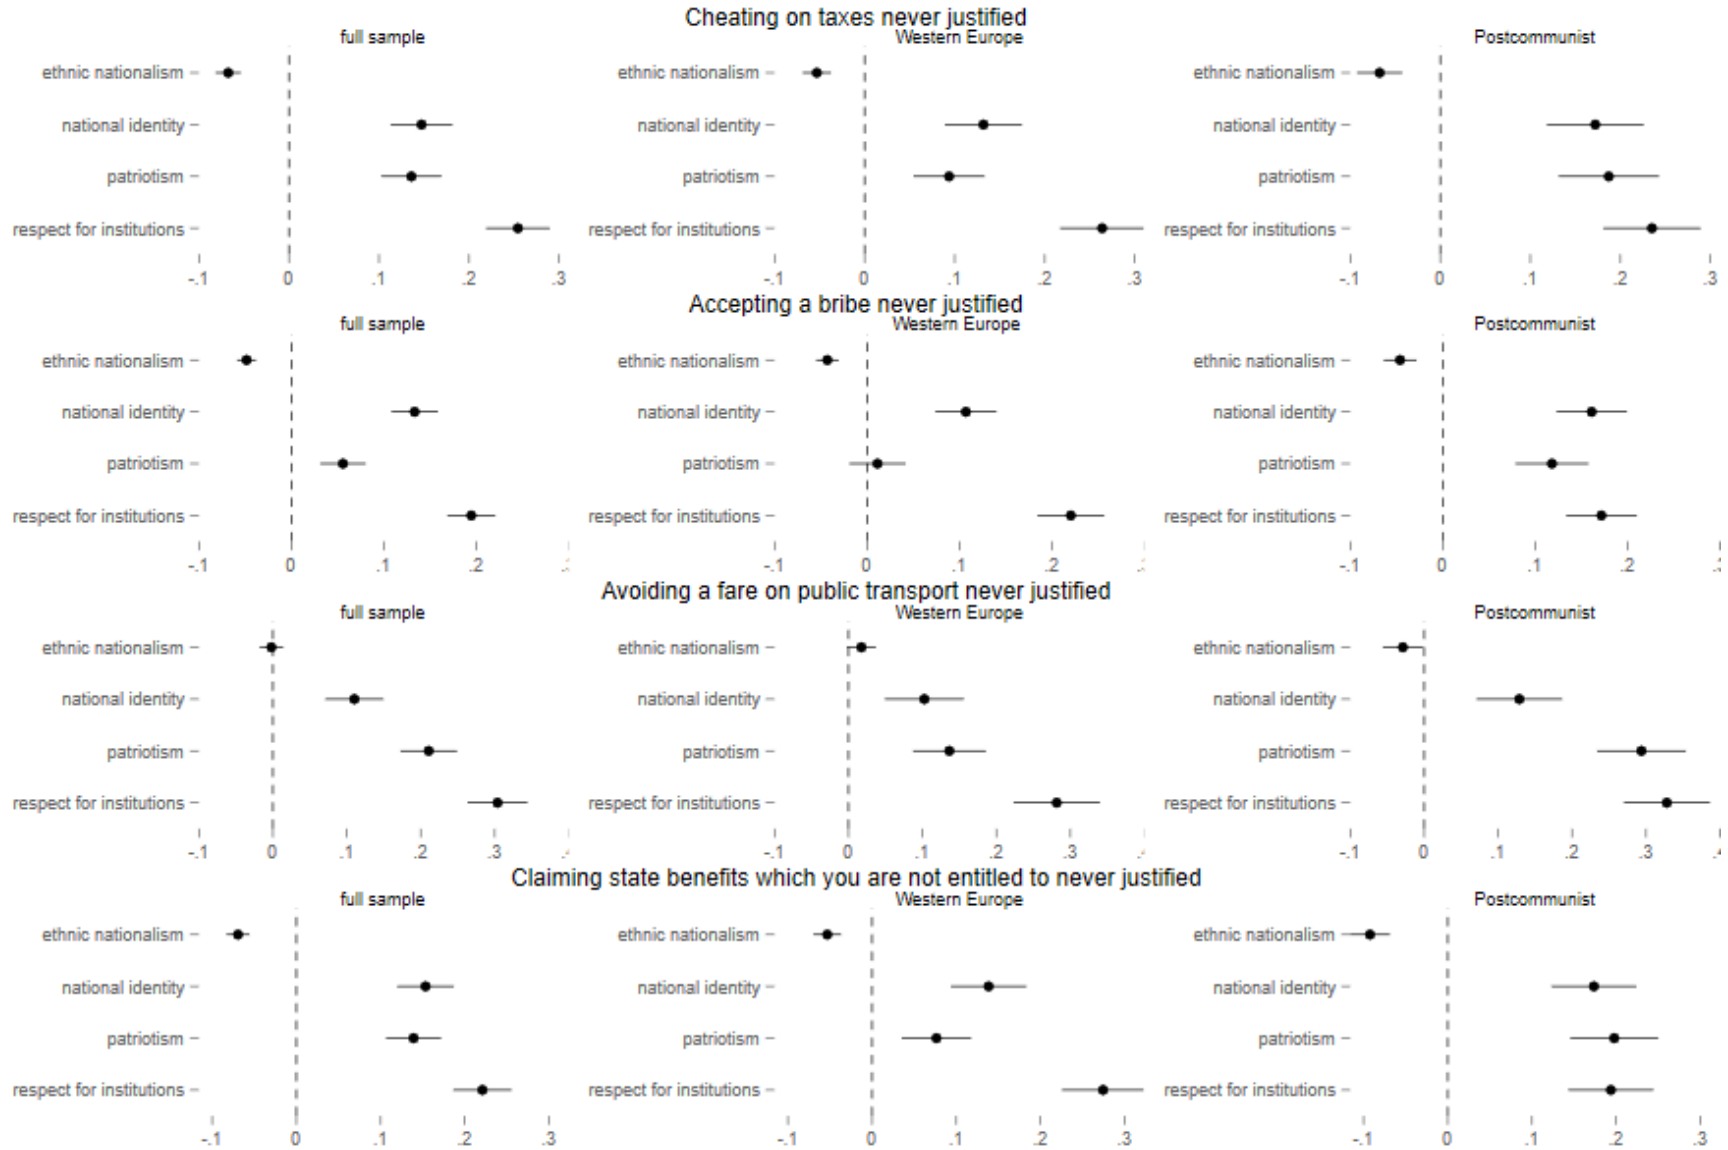 Cheating on taxes never justified
full sample
Western Europe
Postcommunist
ethnic nationalism
national identity
patriotism
respect for institutions
-.1 0 .1 .2 .3
ethnic nationalism
national identity
patriotism
respect for institutions
-.1 0 .1 .2 .3
ethnic nationalism
national identity
patriotism
respect for institutions
-.1 0 .1 .2 .3
Accepting a bribe never justified
full sample
Western Europe
Postcommunist
ethnic nationalism
national identity
patriotism
respect for institutions
-.1 0 .1 .2
ethnic nationalism
national identity
patriotism
respect for institutions
-.1 0 .1 .2
ethnic nationalism
national identity
patriotism
respect for institutions
-.1 0 .1 .2
Avoiding a fare on public transport never justified
full sample
Western Europe
Postcommunist
ethnic nationalism
national identity
patriotism
respect for institutions
-.1 0 .1 .2 .3
ethnic nationalism
national identity
patriotism
respect for institutions
-.1 0 .1 .2 .3
ethnic nationalism
national identity
patriotism
respect for institutions
-.1 0 .1 .2 .3
Claiming state benefits which you are not entitled to never justified
full sample
Western Europe
Postcommunist
ethnic nationalism
national identity
patriotism
respect for institutions
-.1 0 .1 .2 .3
ethnic nationalism
national identity
patriotism
respect for institutions
-.1 0 .1 .2 .3
ethnic nationalism
national identity
patriotism
respect for institutions
-.1 0 .1 .2 .3